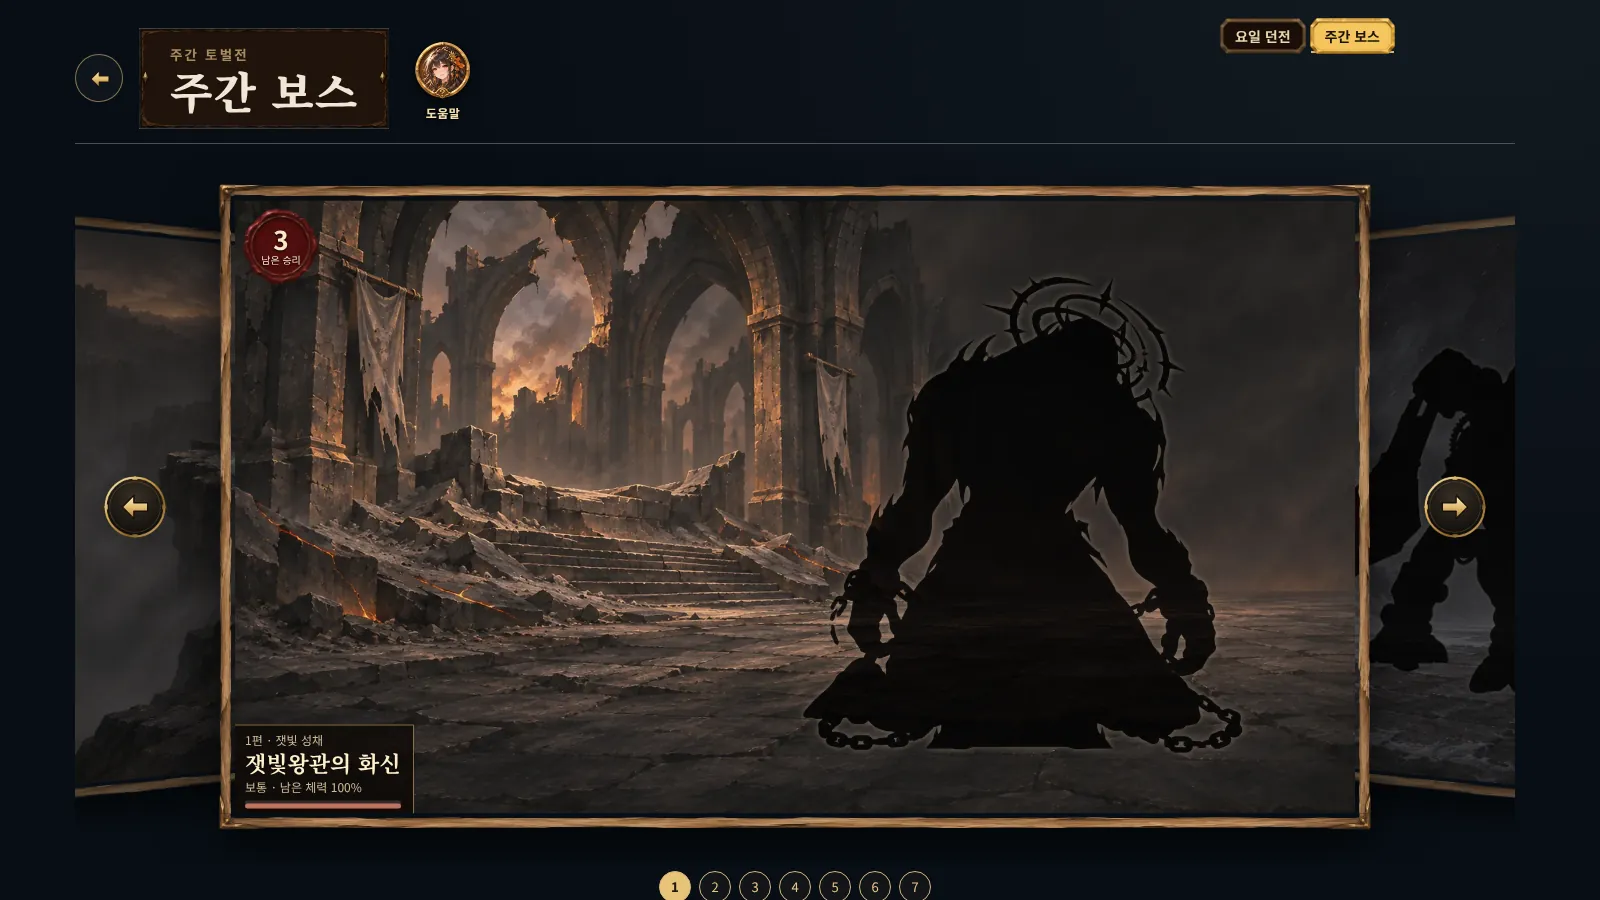 주간 토벌전
주간 보스
도움말
요일 던전
주간 보스
3
남은 승리
1편 · 잿빛 성채
잿빛왕관의 화신
보통 · 남은 체력 100%
1 2 3 4 5 6 7